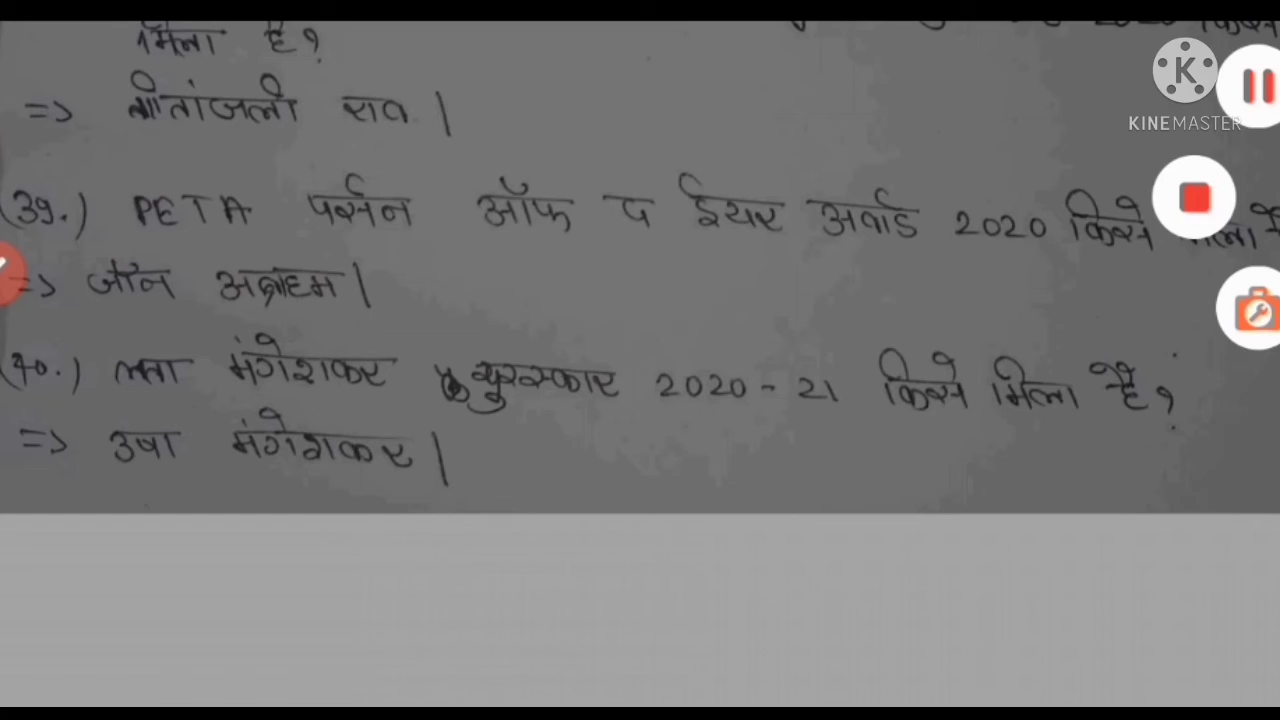 2020 किसे
मिला है?
=> गीतांजली राव |
KINEMASTER
(39.) PETA पर्सन ऑफ द ईयर अवार्ड 2020 किसे मिला है
=> जॉन अब्राहम |
(40.) लता मंगेशकर पुरस्कार 2020-21 किसे मिला है?
=> उषा मंगेशकर |